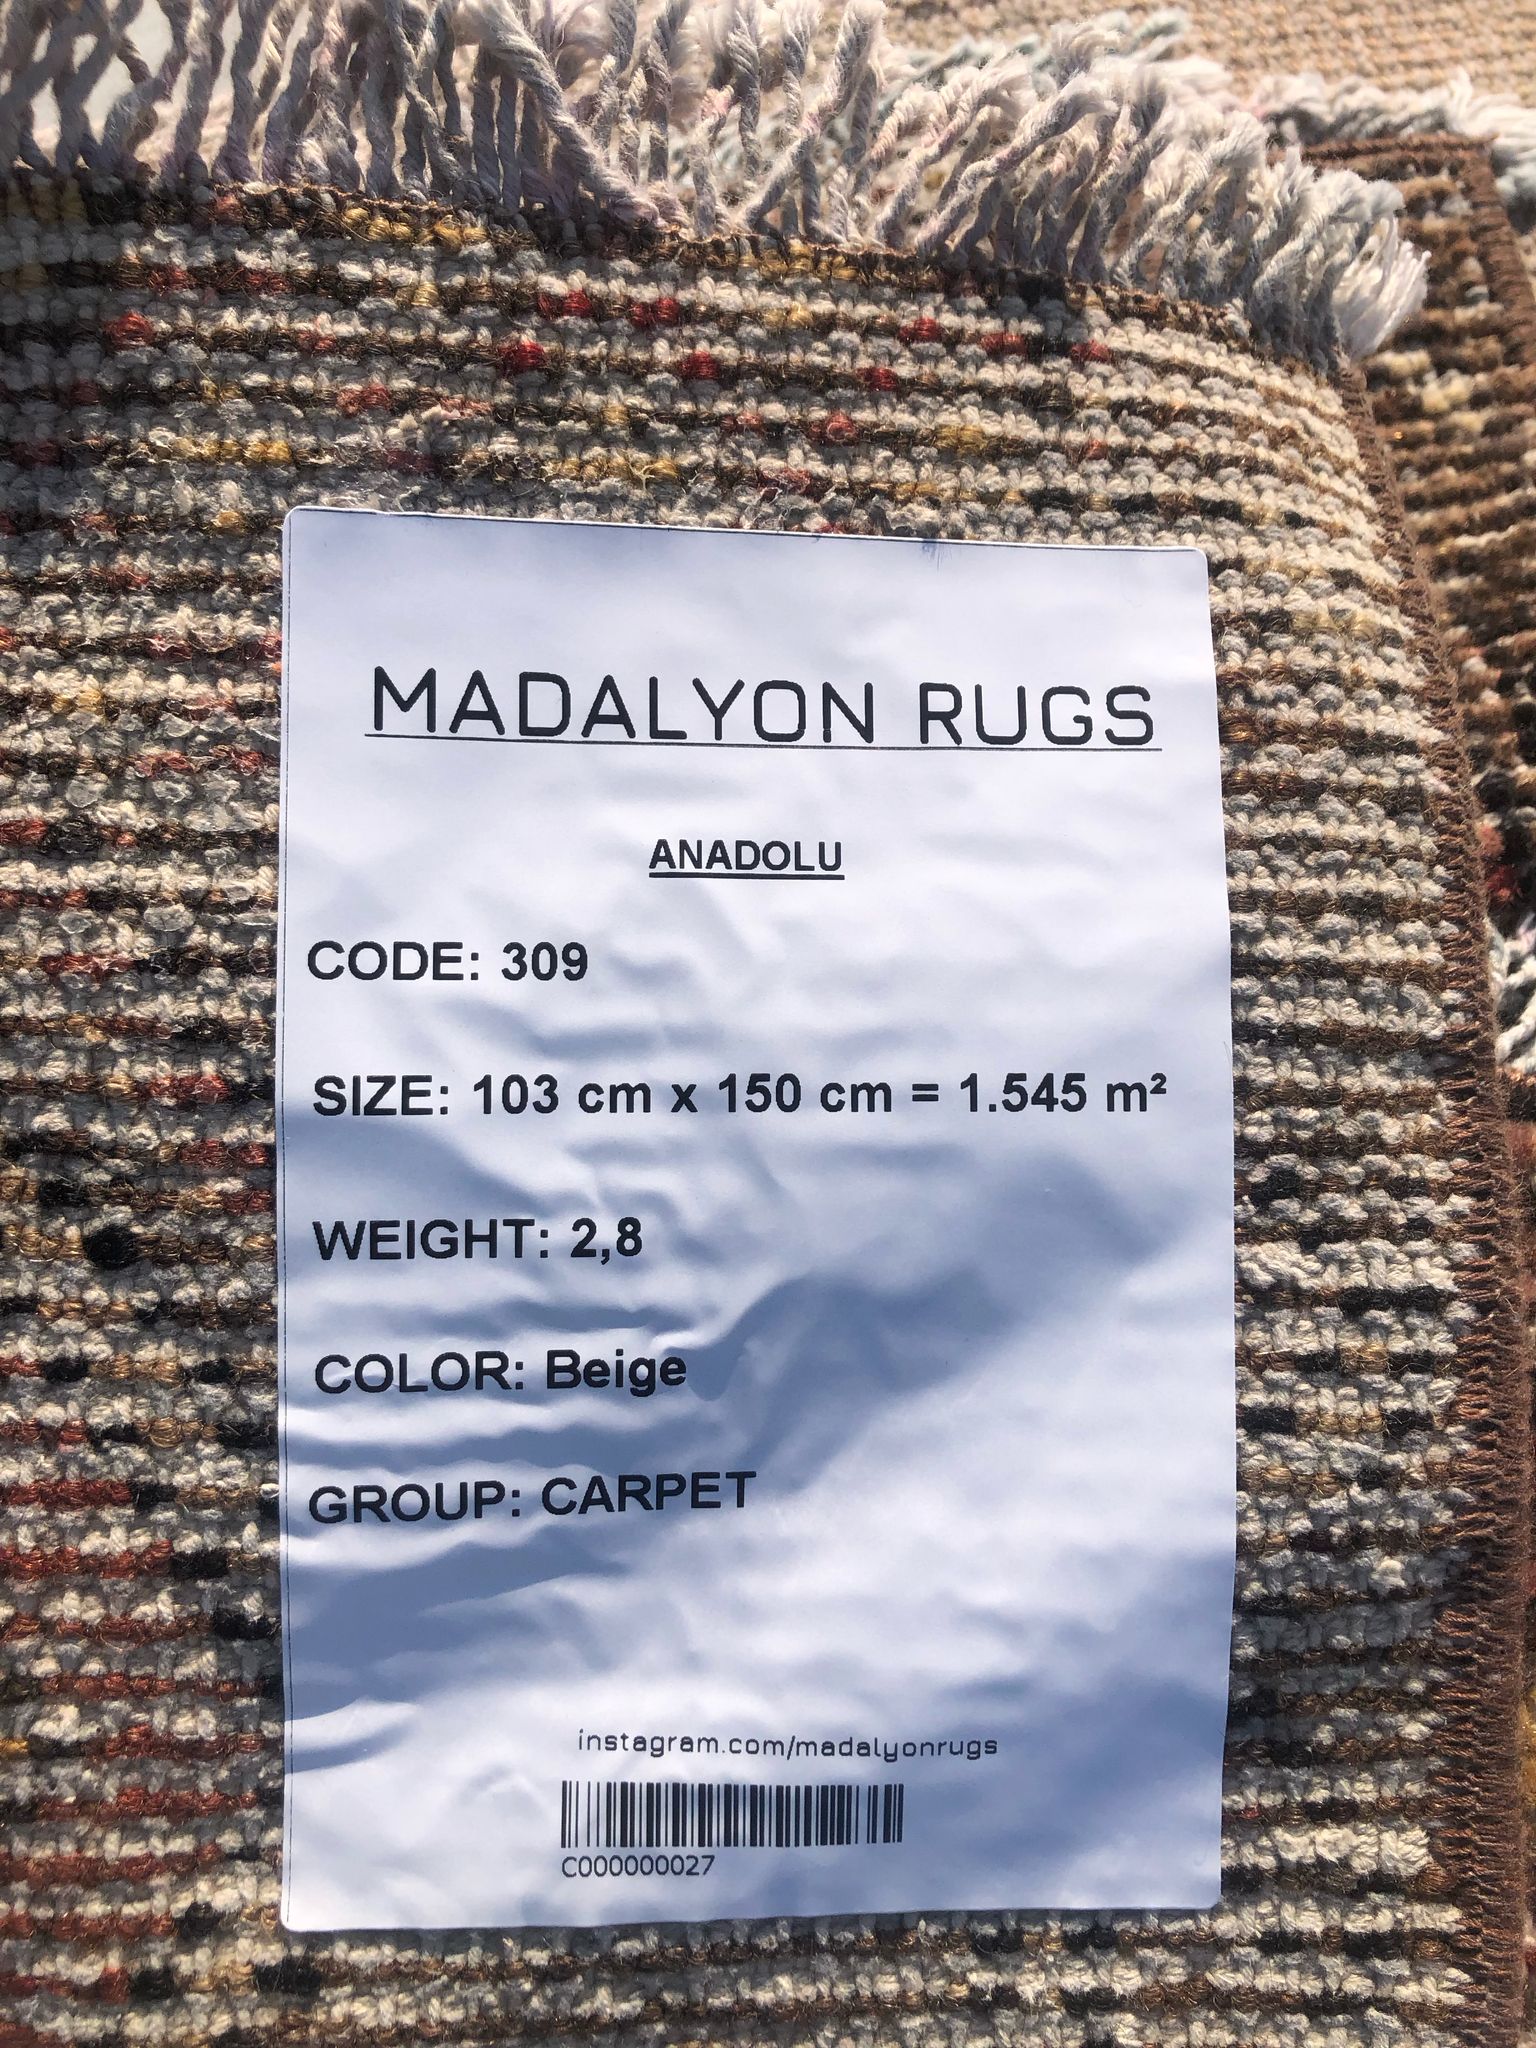 MADALYON RUGS
ANADOLU
CODE: 309
SIZE: 103 cm x 150 cm = 1.545 m²
WEIGHT: 2,8
COLOR: Beige
GROUP: CARPET
instagram.com/madalyonrugs
C000000027